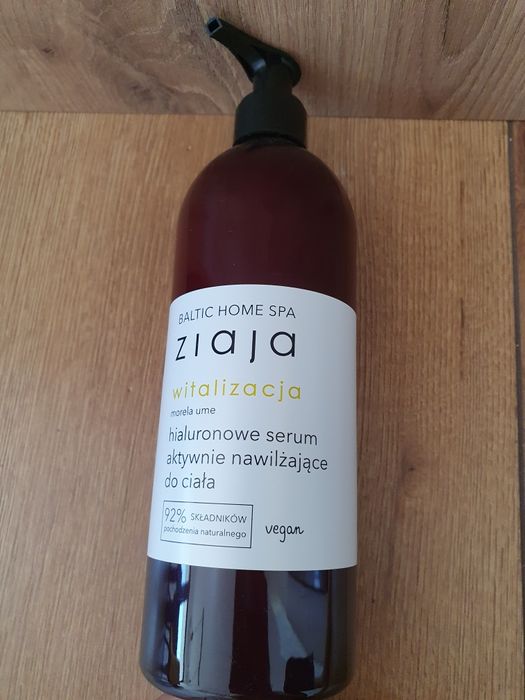 BALTIC HOME SPA
ziaja
witalizacja
morela ume
hialuronowe serum
aktywnie nawilżające
do ciała
92% SKŁADNIKÓW
pochodzenia naturalnego
vegan